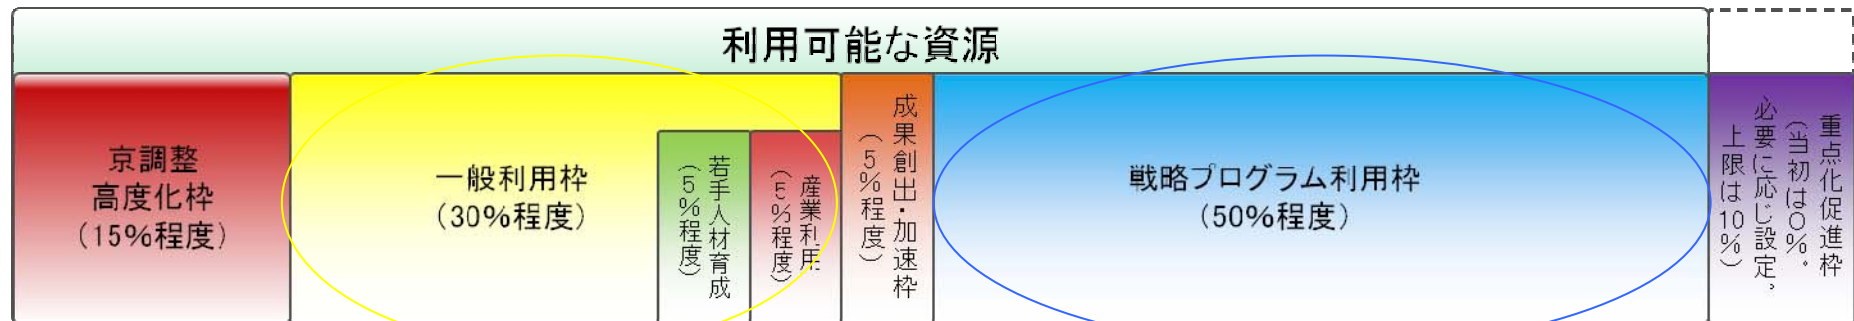 利用可能な資源
京調整
高度化枠
（15%程度）
一般利用枠
（30%程度）
若手人材育成
（5%程度）
産業利用
（5%程度）
成果創出・加速枠
（5%程度）
戦略プログラム利用枠
（50%程度）
重点化促進枠
（当初は0%。
必要に応じ設定。
上限は10%）